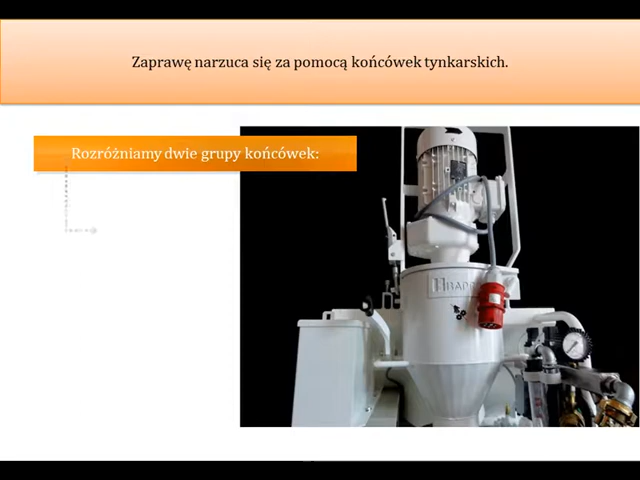 Zaprawę narzuca się za pomocą końcówek tynkarskich.
Rozróżniamy dwie grupy końcówek: